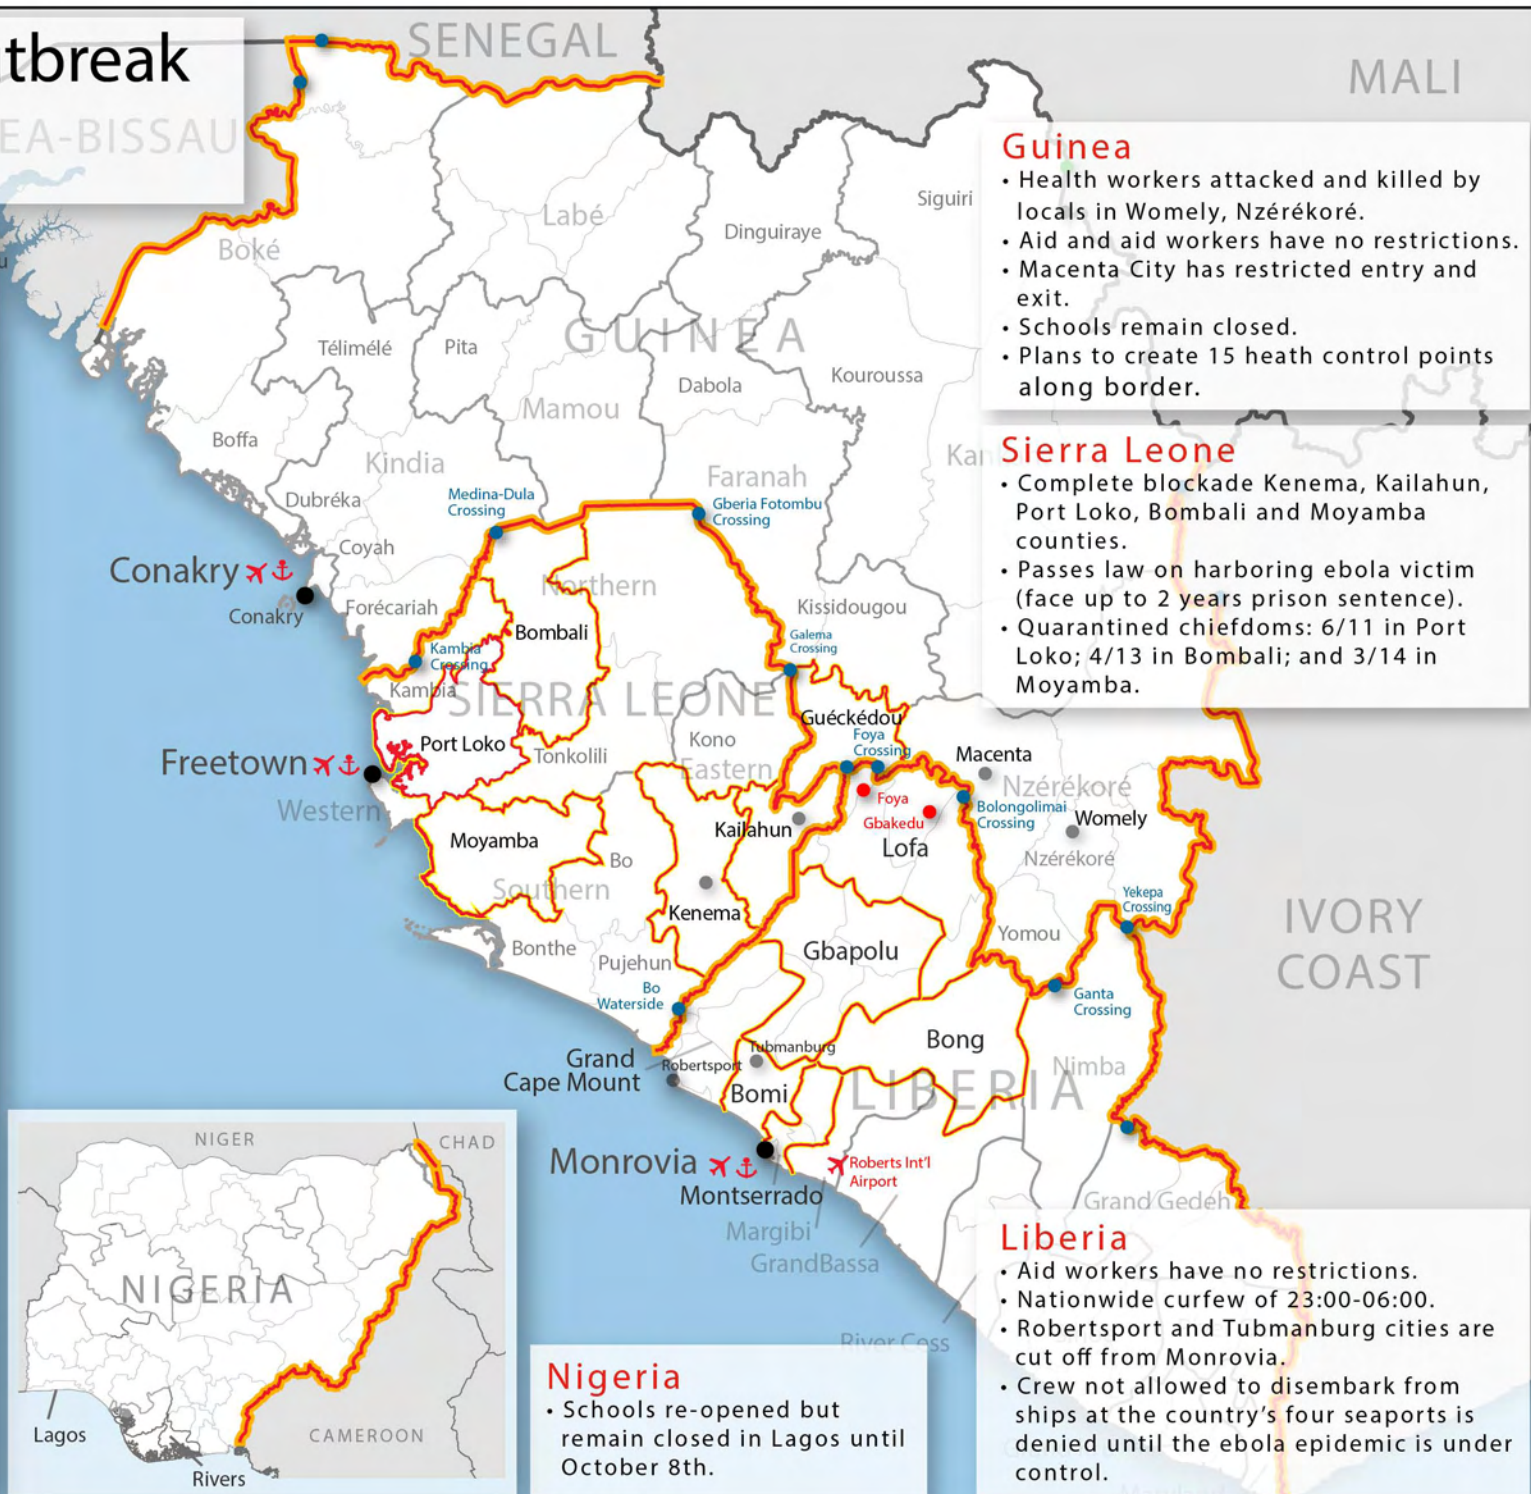 tbreak
SENEGAL
MALI
EA-BISSAU
Guinea
• Health workers attacked and killed by
locals in Womely, Nzérékoré.
• Aid and aid workers have no restrictions.
• Macenta City has restricted entry and
exit.
• Schools remain closed.
• Plans to create 15 heath control points
along border.
Siguiri
Labé
Dinguiraye
Boké
GUINEA
Télimélé
Pita
Dabola
Kouroussa
Mamou
Boffa
Kindia
Faranah
Kan
Dubréka
Medina-Dula
Crossing
Gberia Fotombu
Crossing
Coyah
Conakry
Conakry
Forécariah
Northern
Kissidougou
Bombali
Galema
Crossing
Kambia
Crossing
Kambia
SIERRA LEONE
Sierra Leone
• Complete blockade Kenema, Kailahun,
Port Loko, Bombali and Moyamba
counties.
• Passes law on harboring ebola victim
(face up to 2 years prison sentence).
• Quarantined chiefdoms: 6/11 in Port
Loko; 4/13 in Bombali; and 3/14 in
Moyamba.
Guéckédou
Foya
Crossing
Port Loko
Kono
Tonkolili
Eastern
Macenta
Freetown
Western
Nzérékoré
Foya
Gbakedu
Bolongolimai
Crossing
Womely
Kailahun
Moyamba
Lofa
Bo
Nzérékoré
Southern
Kenema
Yekepa
Crossing
IVORY
COAST
Yomou
Bonthe
Gbapolu
Pujehun
Bo
Waterside
Ganta
Crossing
Bong
Tubmanburg
Grand
Cape Mount
Robertsport
Nimba
Bomi
LIBERIA
Monrovia
Roberts Int'l
Airport
Montserrado
Margibi
GrandBassa
Grand Gedeh
River Cess
Liberia
• Aid workers have no restrictions.
• Nationwide curfew of 23:00-06:00.
• Robertsport and Tubmanburg cities are
cut off from Monrovia.
• Crew not allowed to disembark from
ships at the country's four seaports is
denied until the ebola epidemic is under
control.
NIGER
CHAD
NIGERIA
CAMEROON
Lagos
Rivers
Nigeria
• Schools re-opened but
remain closed in Lagos until
October 8th.